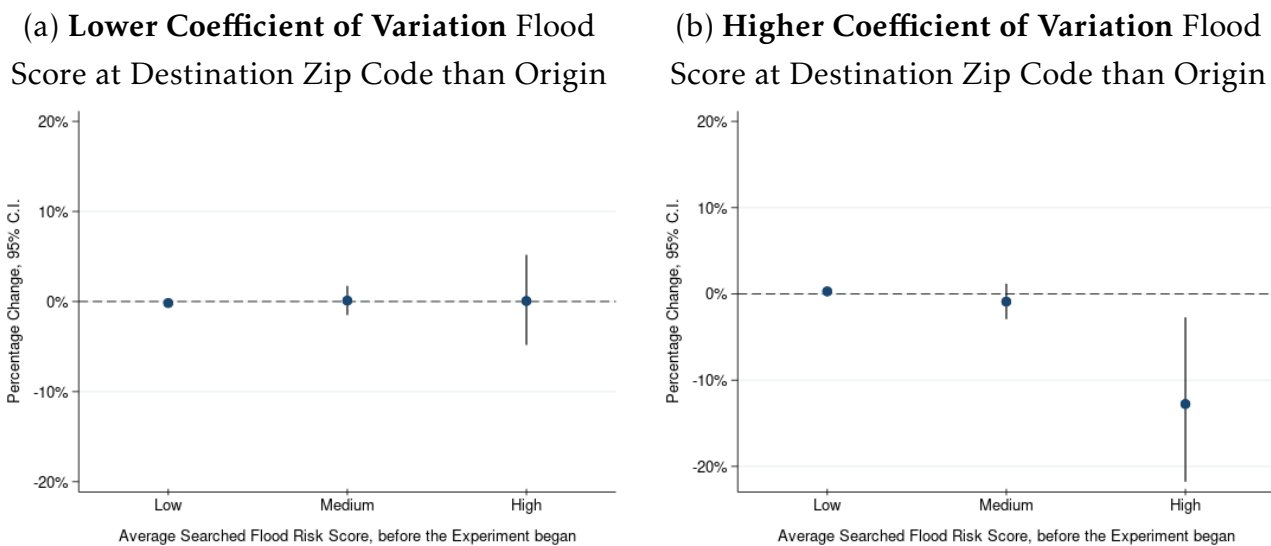 (a) Lower Coefficient of Variation Flood
Score at Destination Zip Code than Origin
20%
10%
0%
-10%
-20%
Percentage Change, 95% C.I.
Low
Medium
High
Average Searched Flood Risk Score, before the Experiment began
(b) Higher Coefficient of Variation Flood
Score at Destination Zip Code than Origin
20%
10%
0%
-10%
-20%
Percentage Change, 95% C.I.
Low
Medium
High
Average Searched Flood Risk Score, before the Experiment began